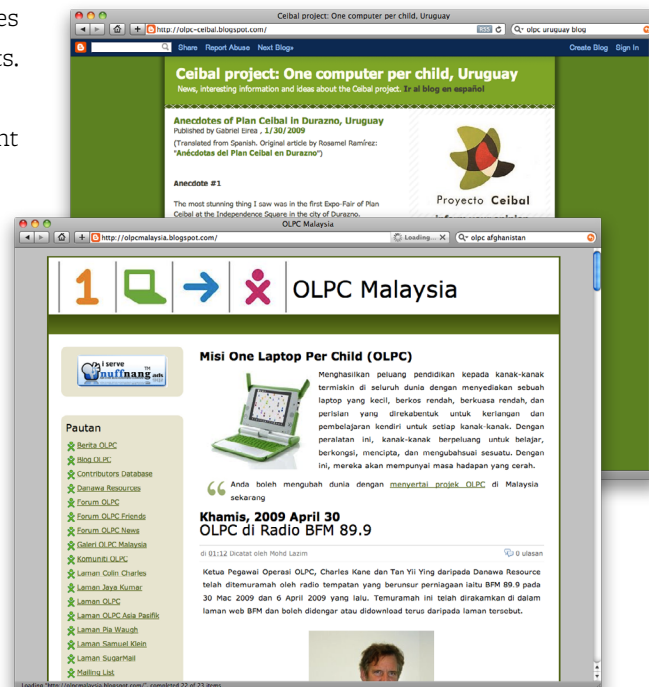 es
ts.
nt
Ceibal project: One computer per child, Uruguay
http://olpc-ceibal.blogspot.com/
RSS
olpc uruguay blog
Share Report Abuse Next Blog»
Create Blog Sign In
Ceibal project: One computer per child, Uruguay
News, interesting information and ideas about the Ceibal project. Ir al blog en español
Anecdotes of Plan Ceibal in Durazno, Uruguay
Published by Gabriel Eirea , 1/30/2009
(Translated from Spanish. Original article by Rosamel Ramírez:
"Anécdotas del Plan Ceibal en Durazno")
Anecdote #1
The most stunning thing I saw was in the first Expo-Fair of Plan
Ceibal at the Independence Square in the city of Durazno.
Proyecto Ceibal
OLPC Malaysia
http://olpcmalaysia.blogspot.com/
Loading... X
olpc afghanistan
1
OLPC Malaysia
i serve
nuffnang ads
Pautan
Berita OLPC
Blog OLPC
Contributors Database
Danawa Resources
Forum OLPC
Forum OLPC Friends
Forum OLPC News
Galeri OLPC Malaysia
Komuniti OLPC
Laman Colin Charles
Laman Jaya Kumar
Laman OLPC
Laman OLPC Asia Pasifik
Laman Pia Waugh
Laman Samuel Klein
Laman SugarMail
Mailing List
Misi One Laptop Per Child (OLPC)
Menghasilkan peluang pendidikan kepada kanak-kanak
termiskin di seluruh dunia dengan menyediakan sebuah
laptop yang kecil, berkos rendah, berkuasa rendah, dan
perisian yang direkabentuk untuk kerjangan dan
pembelajaran kendiri untuk setiap kanak-kanak. Dengan
peralatan ini, kanak-kanak berpeluang untuk belajar,
berkongsi, mencipta, dan mengubahsuai sesuatu. Dengan
ini, mereka akan mempunyai masa hadapan yang cerah.
Anda boleh mengubah dunia dengan menyertai projek OLPC di Malaysia
sekarang
Khamis, 2009 April 30
OLPC di Radio BFM 89.9
di 01:12 Dicatat oleh Mohd Lazim
0 ulasan
Ketua Pegawai Operasi OLPC, Charles Kane dan Tan Yii Ying daripada Danawa Resource
telah ditemuramah oleh radio tempatan yang berunsur perniagaan iaitu BFM 89.9 pada
30 Mac 2009 dan 6 April 2009 yang lalu. Temuramah ini telah dirakamkan di dalam
laman web BFM dan boleh didengar atau didownload terus daripada laman tersebut.
Loading "http://olpcmalaysia.blogspot.com/", completed 22 of 23 items